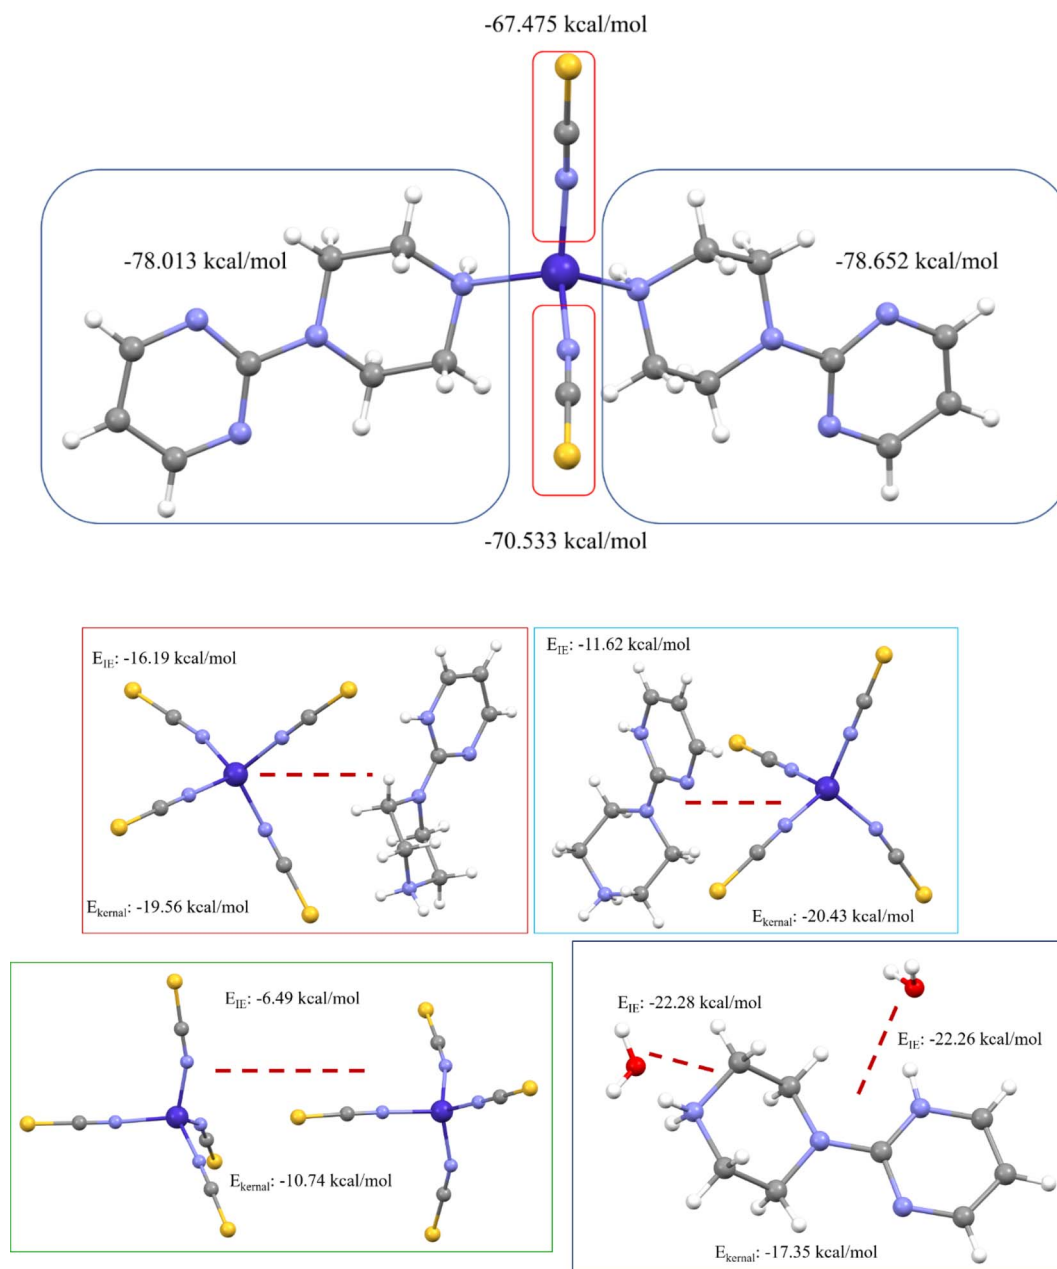 -67.475 kcal/mol
-78.013 kcal/mol
-78.652 kcal/mol
-70.533 kcal/mol
E_IE: -16.19 kcal/mol
E_kernal: -19.56 kcal/mol
E_IE: -11.62 kcal/mol
E_kernal: -20.43 kcal/mol
E_IE: -6.49 kcal/mol
E_kernal: -10.74 kcal/mol
E_IE: -22.28 kcal/mol
E_IE: -22.26 kcal/mol
E_kernal: -17.35 kcal/mol